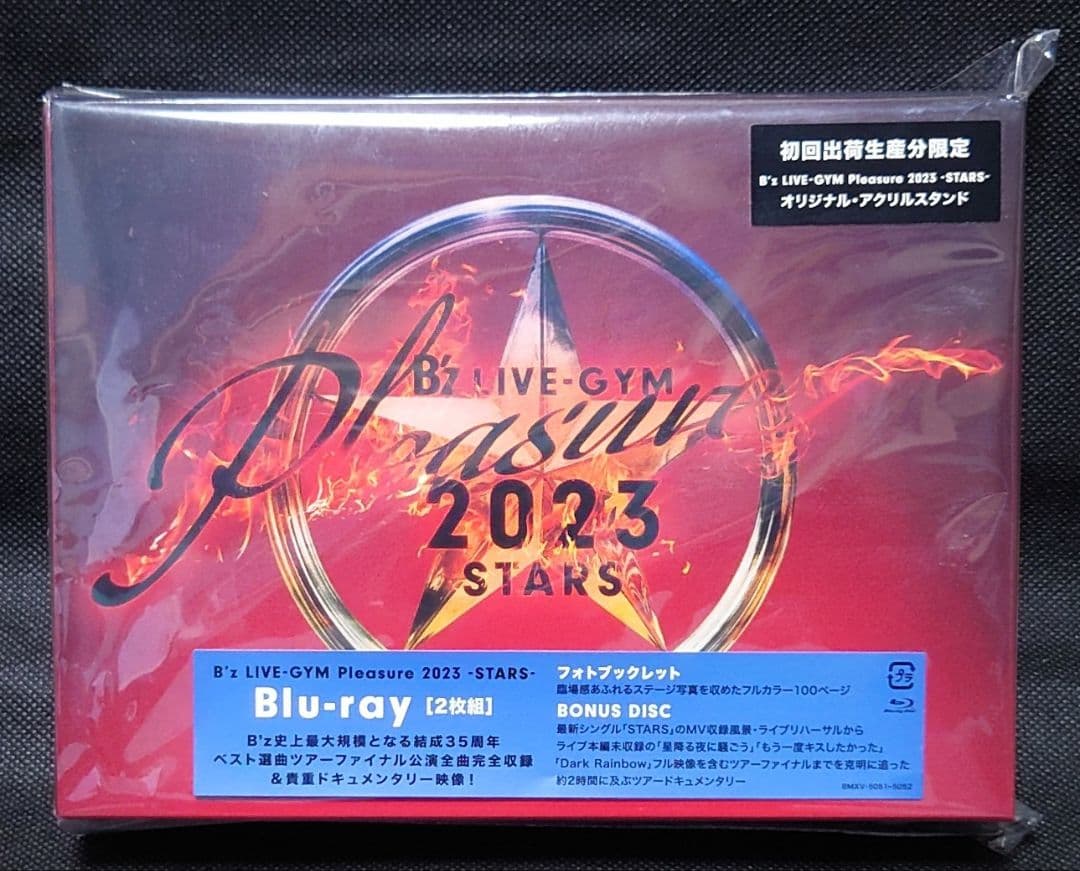 初回出荷生産分限定
B'z LIVE-GYM Pleasure 2023 -STARS-
オリジナル・アクリルスタンド
B'z LIVE-GYM
Pleasure
2023
STARS
B'z LIVE-GYM Pleasure 2023 -STARS-
Blu-ray [2枚組]
B'z史上最大規模となる結成35周年
ベスト選曲ツアーファイナル公演全曲完全収録
&貴重ドキュメンタリー映像!
フォトブックレット
臨場感あふれるステージ写真を収めたフルカラー100ページ
BONUS DISC
最新シングル「STARS」のMV収録風景・ライブリハーサルから
ライブ本編未収録の「星降る夜に騒ごう」「もう一度キスしたかった」
「Dark Rainbow」フル映像を含むツアーファイナルまでを克明に追った
約2時間に及ぶツアードキュメンタリー
プラ
Blu-ray Disc
BMXV-5051~5052